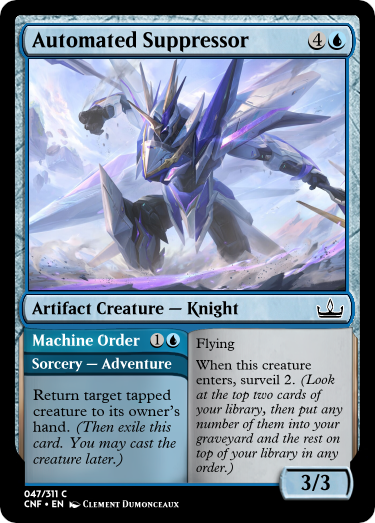 Automated Suppressor 4
Artifact Creature — Knight
Machine Order 1
Sorcery — Adventure
Return target tapped
creature to its owner's
hand. (Then exile this
card. You may cast the
creature later.)
Flying
When this creature
enters, surveil 2. (Look
at the top two cards of
your library, then put any
number of them into your
graveyard and the rest on
top of your library in any
order.)
3/3
047/311 C
CNF • EN Clement Dumonceaux